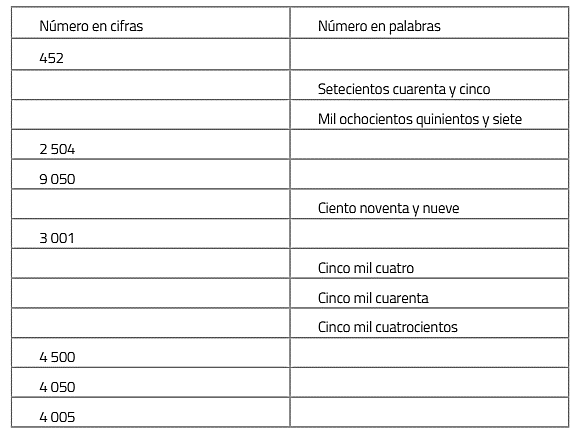 Número en cifras Número en palabras
452
Setecientos cuarenta y cinco
Mil ochocientos quinientos y siete
2 504
9 050
Ciento noventa y nueve
3 001
Cinco mil cuatro
Cinco mil cuarenta
Cinco mil cuatrocientos
4 500
4 050
4 005